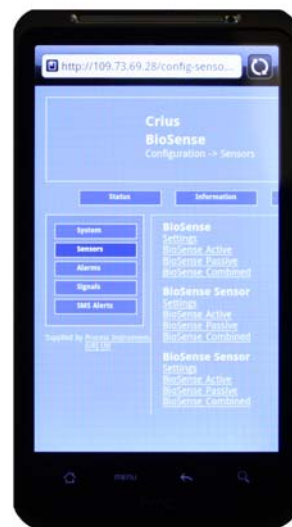 http://109.73.69.28/config-senso...
Crius
BioSense
Configuration -> Sensors
Status
Information
System
Sensors
Alarms
Signals
SMS Alerts
BioSense
Settings
BioSense Active
BioSense Passive
BioSense Combined
BioSense Sensor
Settings
BioSense Active
BioSense Passive
BioSense Combined
BioSense Sensor
Settings
BioSense Active
BioSense Passive
BioSense Combined
Supplied by Process Instruments
menu